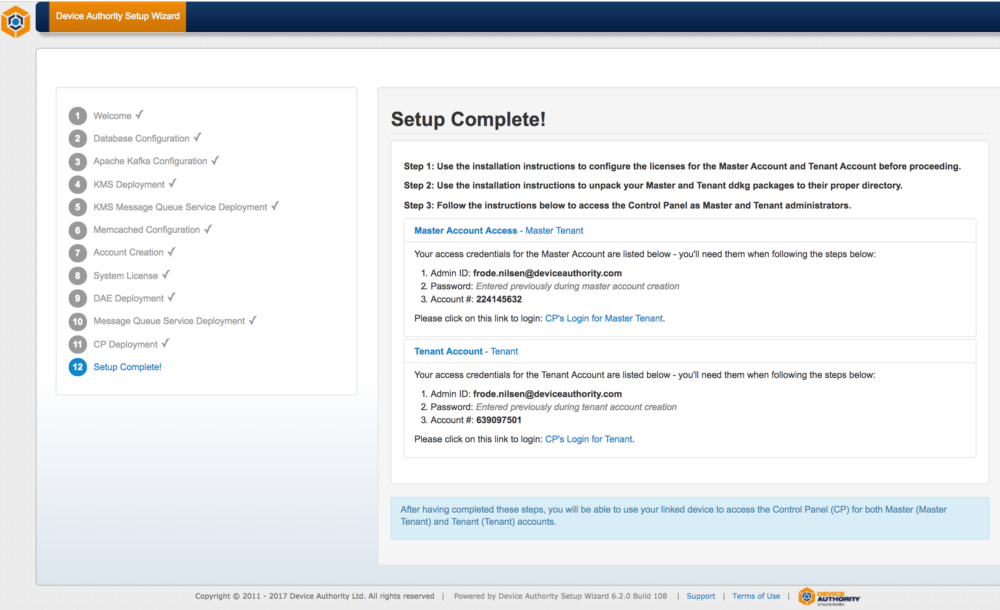 Device Authority Setup Wizard
1 Welcome ✓
2 Database Configuration ✓
3 Apache Kafka Configuration ✓
4 KMS Deployment ✓
5 KMS Message Queue Service Deployment ✓
6 Memcached Configuration ✓
7 Account Creation ✓
8 System License ✓
9 DAE Deployment ✓
10 Message Queue Service Deployment ✓
11 CP Deployment ✓
12 Setup Complete!
Setup Complete!
Step 1: Use the installation instructions to configure the licenses for the Master Account and Tenant Account before proceeding.
Step 2: Use the installation instructions to unpack your Master and Tenant ddkg packages to their proper directory.
Step 3: Follow the instructions below to access the Control Panel as Master and Tenant administrators.
Master Account Access - Master Tenant
Your access credentials for the Master Account are listed below - you'll need them when following the steps below:
1. Admin ID: frode.nilsen@deviceauthority.com
2. Password: Entered previously during master account creation
3. Account #: 224145632
Please click on this link to login: CP's Login for Master Tenant.
Tenant Account - Tenant
Your access credentials for the Tenant Account are listed below - you'll need them when following the steps below:
1. Admin ID: frode.nilsen@deviceauthority.com
2. Password: Entered previously during tenant account creation
3. Account #: 639097501
Please click on this link to login: CP's Login for Tenant.
After having completed these steps, you will be able to use your linked device to access the Control Panel (CP) for both Master (Master
Tenant) and Tenant (Tenant) accounts.
Copyright © 2011 - 2017 Device Authority Ltd. All rights reserved | Powered by Device Authority Setup Wizard 6.2.0 Build 108 | Support | Terms of Use |
DEVICE
AUTHORITY
IoT Security Simplified